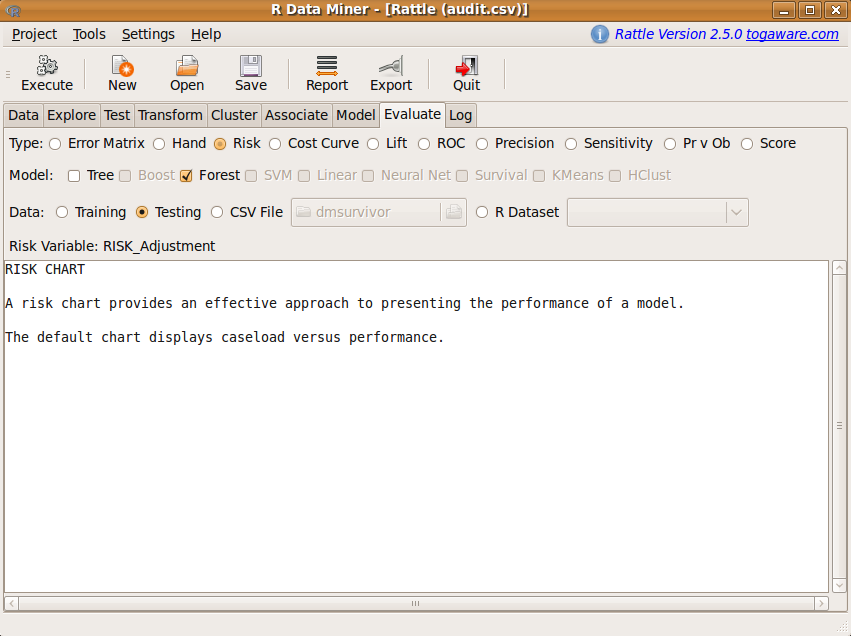 R Data Miner - [Rattle (audit.csv)]
Project Tools Settings Help Rattle Version 2.5.0 togaware.com
Execute New Open Save Report Export Quit
Data Explore Test Transform Cluster Associate Model Evaluate Log
Type: Error Matrix Hand Risk Cost Curve Lift ROC Precision Sensitivity Pr v Ob Score
Model: Tree Boost Forest SVM Linear Neural Net Survival KMeans HClust
Data: Training Testing CSV File dmsurvivor R Dataset
Risk Variable: RISK_Adjustment
RISK CHART
A risk chart provides an effective approach to presenting the performance of a model.
The default chart displays caseload versus performance.